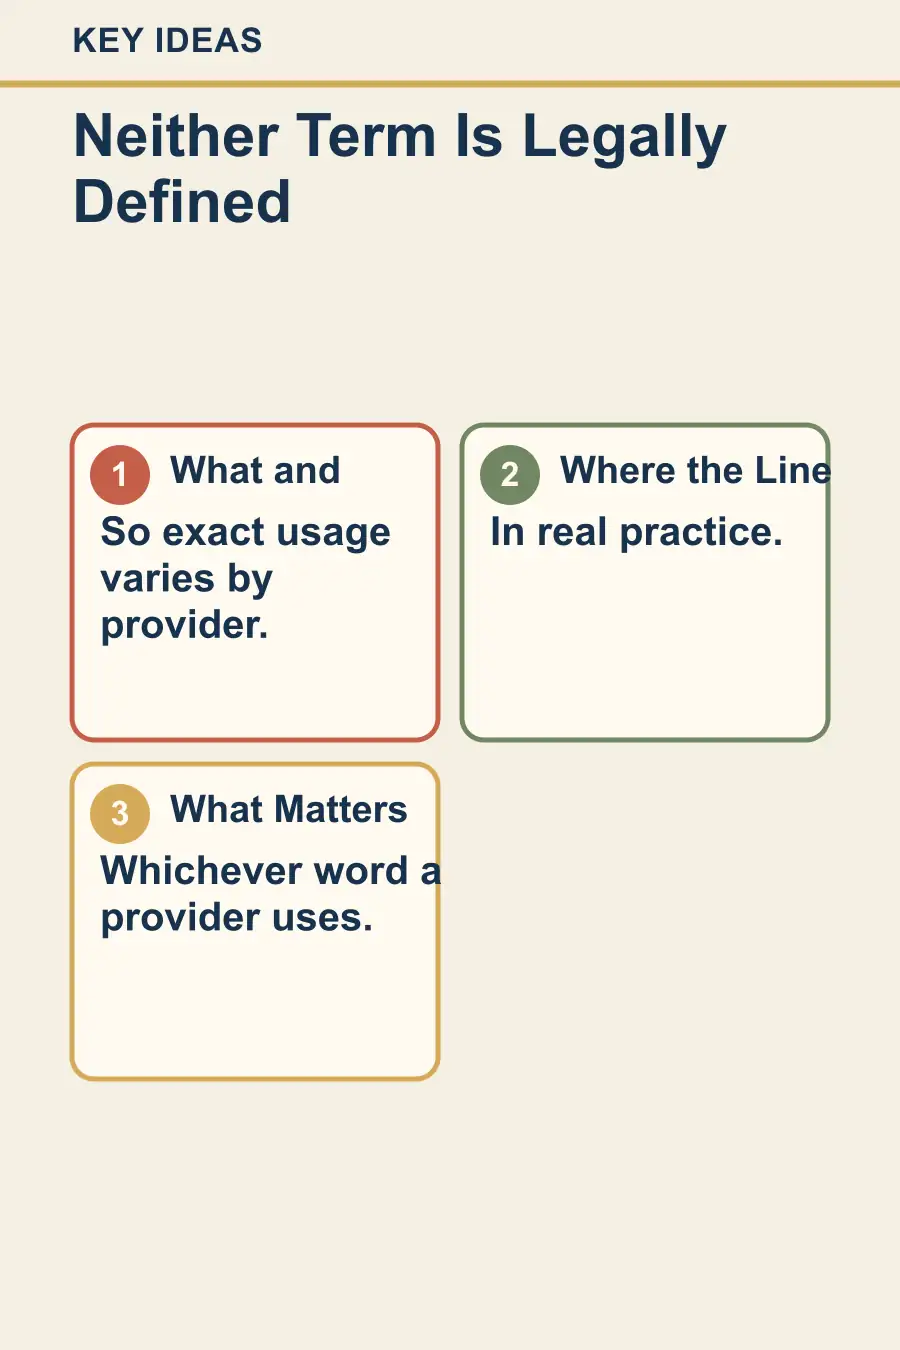 KEY IDEAS
Neither Term Is Legally
Defined
1 What and
So exact usage
varies by
provider.
2 Where the Line
In real practice.
3 What Matters
Whichever word a
provider uses.